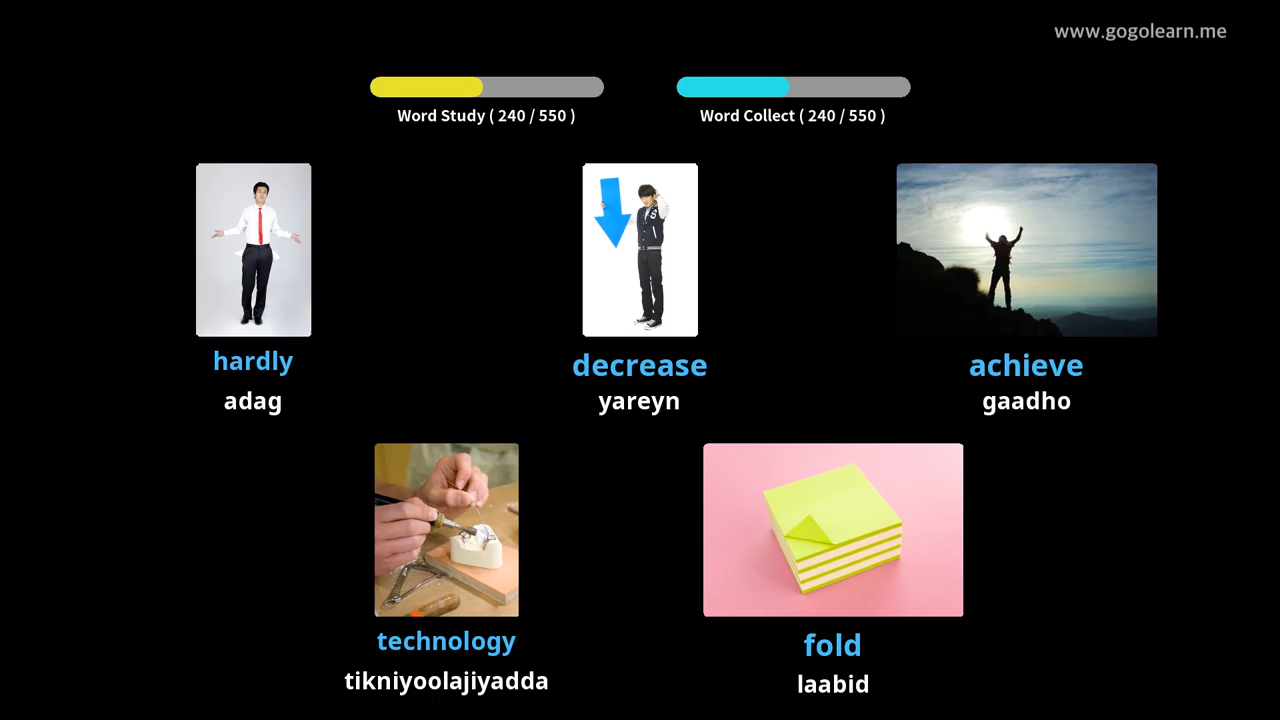 www.gogolearn.me
Word Study ( 240 / 550 )
Word Collect ( 240 / 550 )
hardly
adag
decrease
yareyn
achieve
gaadho
technology
tikniyoolajiyadda
fold
laabid